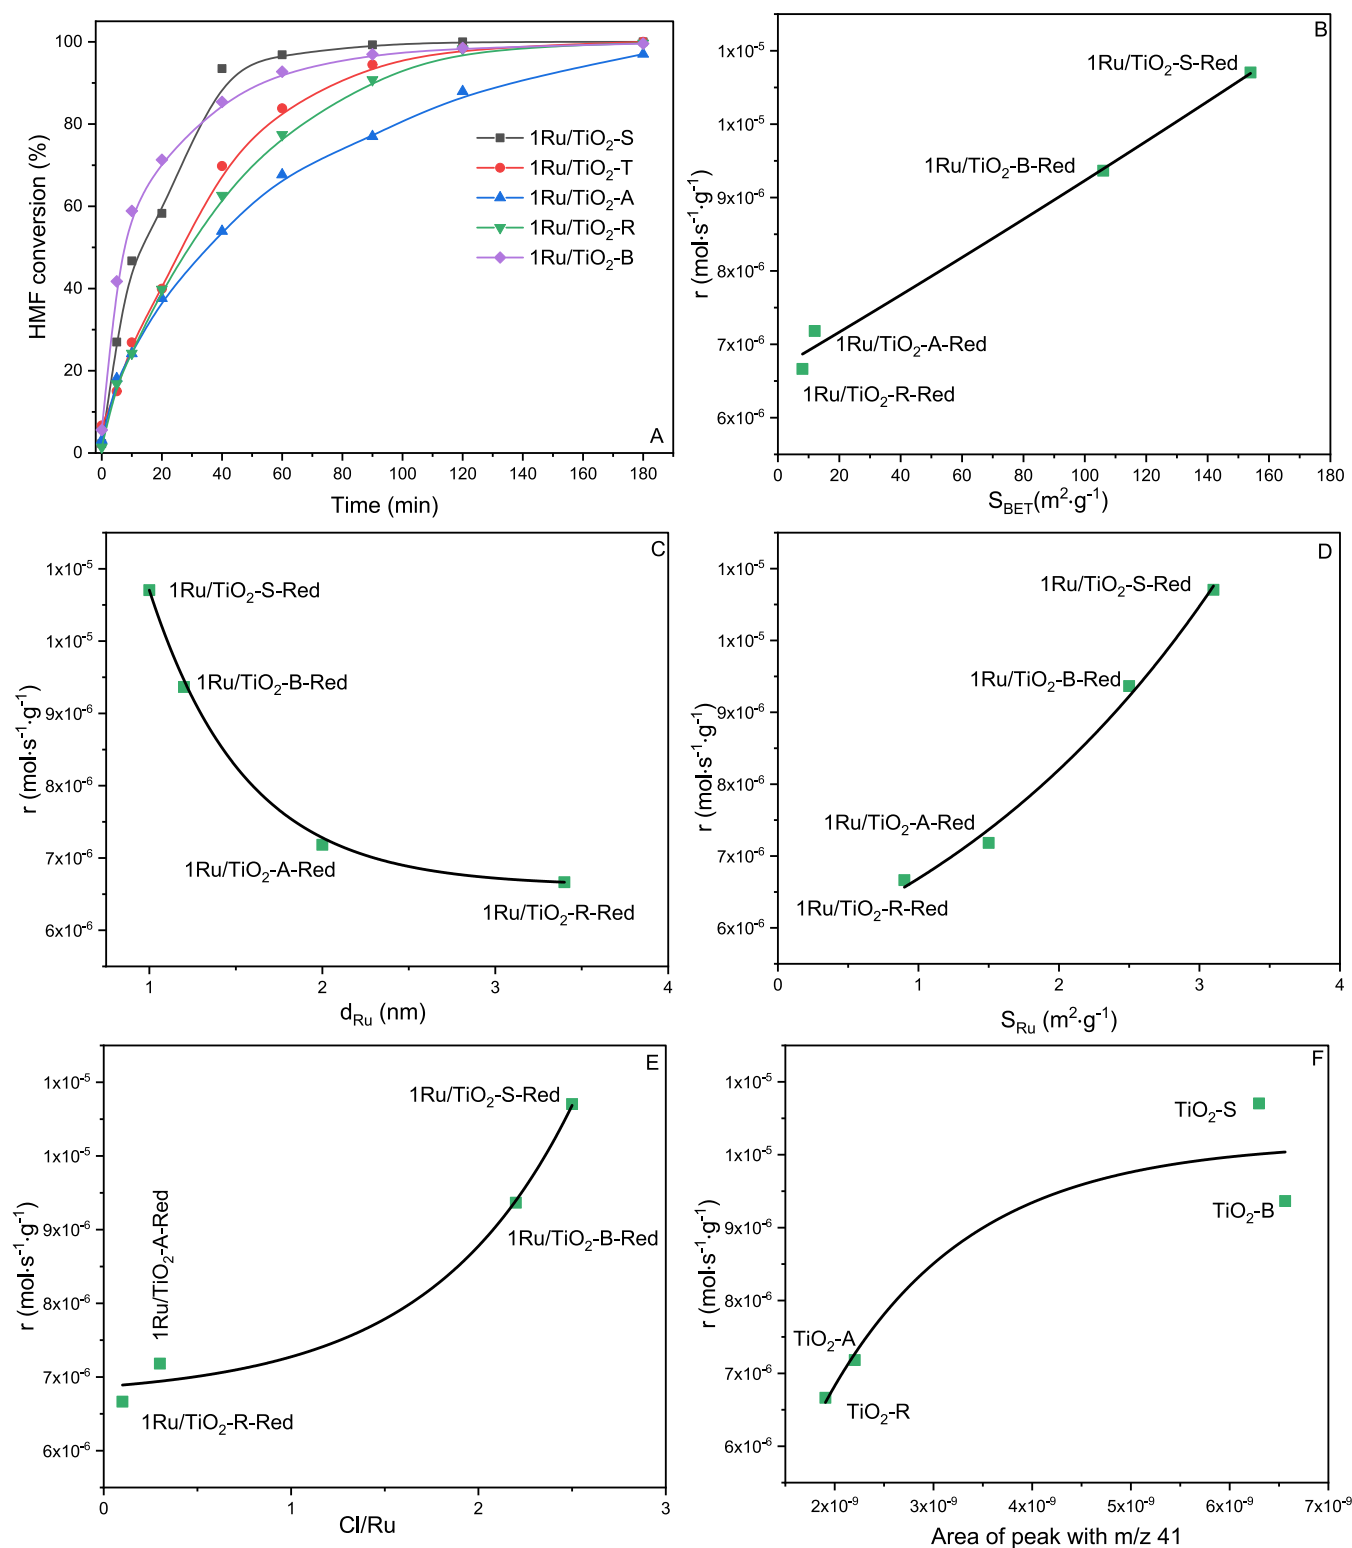 A
HMF conversion (%)
100
80
60
40
20
0
0 20 40 60 80 100 120 140 160 180
Time (min)
1Ru/TiO₂-S
1Ru/TiO₂-T
1Ru/TiO₂-A
1Ru/TiO₂-R
1Ru/TiO₂-B
B
r (mol·s⁻¹·g⁻¹)
1x10⁻⁵
1x10⁻⁵
9x10⁻⁶
8x10⁻⁶
7x10⁻⁶
6x10⁻⁶
1Ru/TiO₂-S-Red
1Ru/TiO₂-B-Red
1Ru/TiO₂-A-Red
1Ru/TiO₂-R-Red
0 20 40 60 80 100 120 140 160 180
S_BET(m²·g⁻¹)
C
r (mol·s⁻¹·g⁻¹)
1x10⁻⁵
1x10⁻⁵
9x10⁻⁶
8x10⁻⁶
7x10⁻⁶
6x10⁻⁶
1Ru/TiO₂-S-Red
1Ru/TiO₂-B-Red
1Ru/TiO₂-A-Red
1Ru/TiO₂-R-Red
1 2 3 4
d_Ru (nm)
D
r (mol·s⁻¹·g⁻¹)
1x10⁻⁵
1x10⁻⁵
9x10⁻⁶
8x10⁻⁶
7x10⁻⁶
6x10⁻⁶
1Ru/TiO₂-S-Red
1Ru/TiO₂-B-Red
1Ru/TiO₂-A-Red
1Ru/TiO₂-R-Red
0 1 2 3 4
S_Ru (m²·g⁻¹)
E
r (mol·s⁻¹·g⁻¹)
1x10⁻⁵
1x10⁻⁵
9x10⁻⁶
8x10⁻⁶
7x10⁻⁶
6x10⁻⁶
1Ru/TiO₂-S-Red
1Ru/TiO₂-B-Red
1Ru/TiO₂-A-Red
1Ru/TiO₂-R-Red
0 1 2 3
Cl/Ru
F
r (mol·s⁻¹·g⁻¹)
1x10⁻⁵
1x10⁻⁵
9x10⁻⁶
8x10⁻⁶
7x10⁻⁶
6x10⁻⁶
TiO₂-S
TiO₂-B
TiO₂-A
TiO₂-R
2x10⁻⁹ 3x10⁻⁹ 4x10⁻⁹ 5x10⁻⁹ 6x10⁻⁹ 7x10⁻⁹
Area of peak with m/z 41